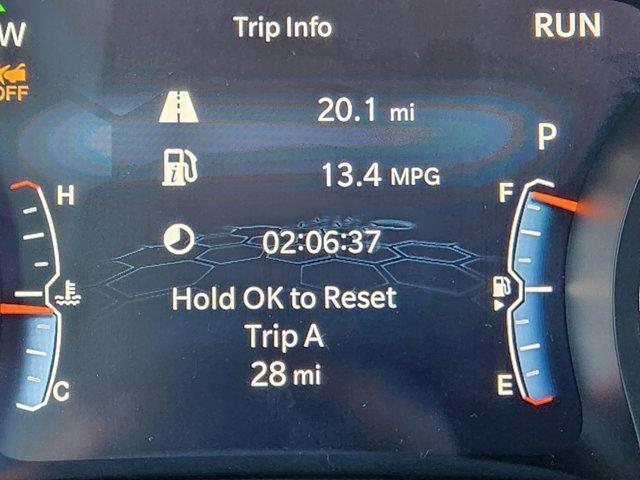 W
Trip Info
RUN
OFF
20.1 mi
P
13.4 MPG
H
F
02:06:37
Hold OK to Reset
Trip A
28 mi
C
E